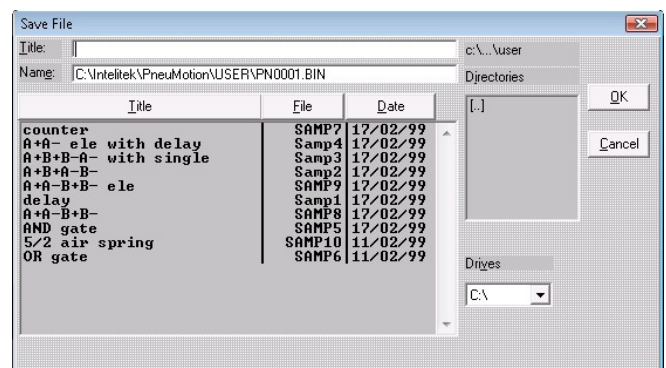 Save File
Title:
c:\...\user
Name: C:\Intelitek\PneuMotion\USER\PN0001.BIN
Directories
OK
Title File Date
[..]
counter SAMP7 17/02/99
A+A- ele with delay Samp4 17/02/99
Cancel
A+B+B-A- with single Samp3 17/02/99
A+B+A-B- Samp2 17/02/99
A+A-B+B- ele SAMP9 17/02/99
delay Samp1 17/02/99
A+A-B+B- SAMP8 17/02/99
AND gate SAMP5 17/02/99
5/2 air spring SAMP10 11/02/99
OR gate SAMP6 11/02/99
Drives
C:\